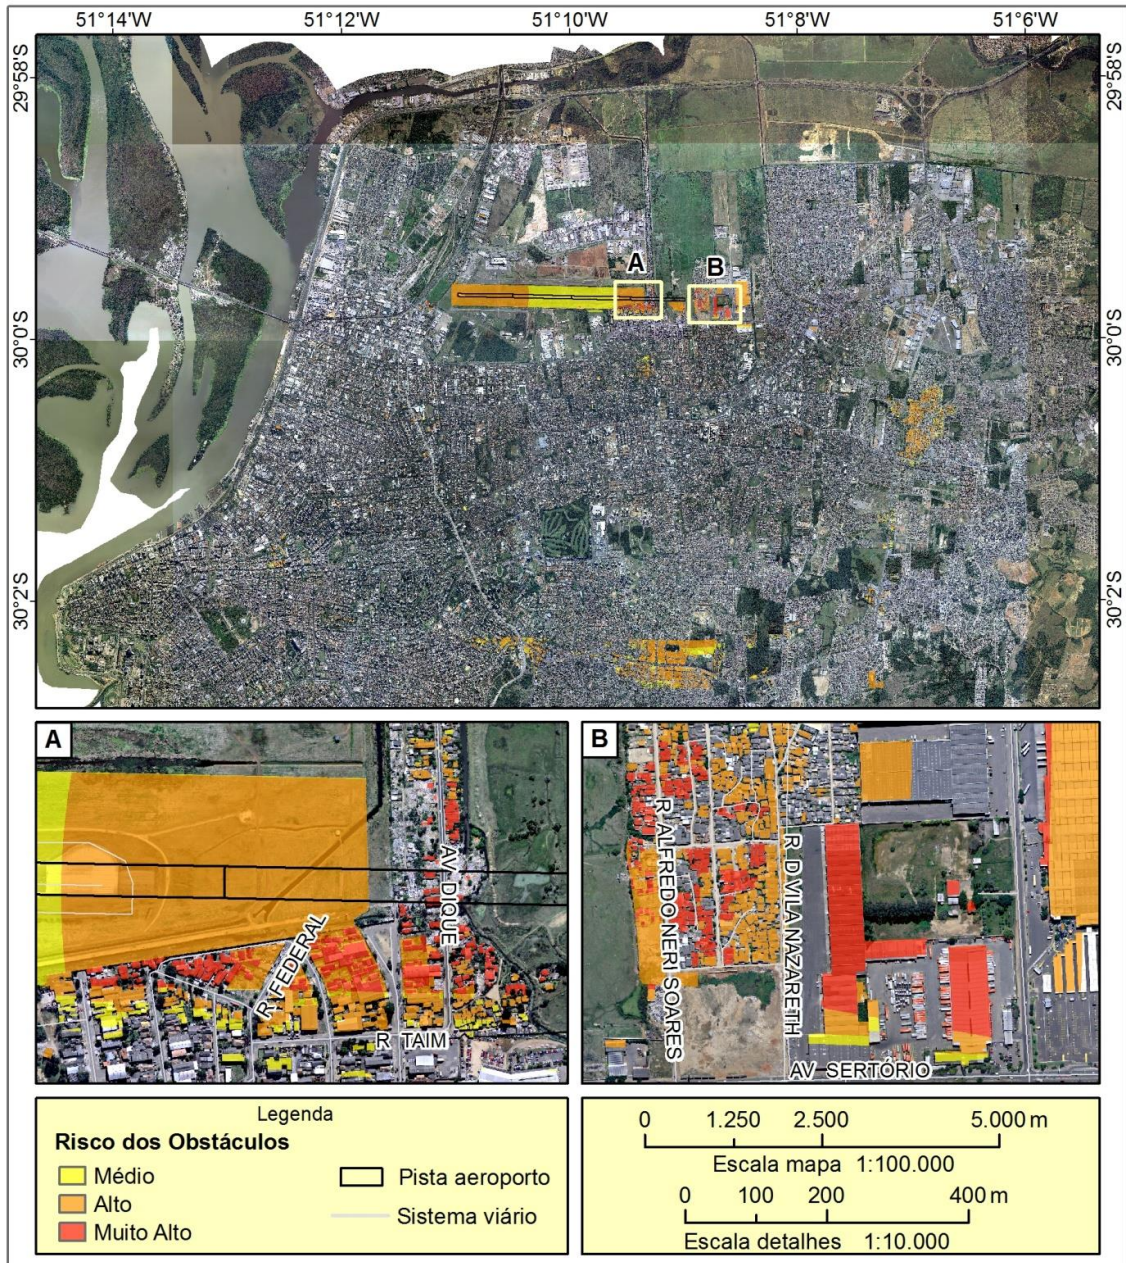 51°14'W 51°12'W 51°10'W 51°8'W 51°6'W
29°58'S 29°58'S
A B
30°0'S 30°0'S
30°2'S 30°2'S
A
R FEDERAL
AV DIQUE
R TAIM
B
R ALFREDO NERI SOARES
R D VILA NAZARETH
AV SERTÓRIO
Legenda
Risco dos Obstáculos
Médio
Alto
Muito Alto
Pista aeroporto
Sistema viário
0 1.250 2.500 5.000 m
Escala mapa 1:100.000
0 100 200 400 m
Escala detalhes 1:10.000